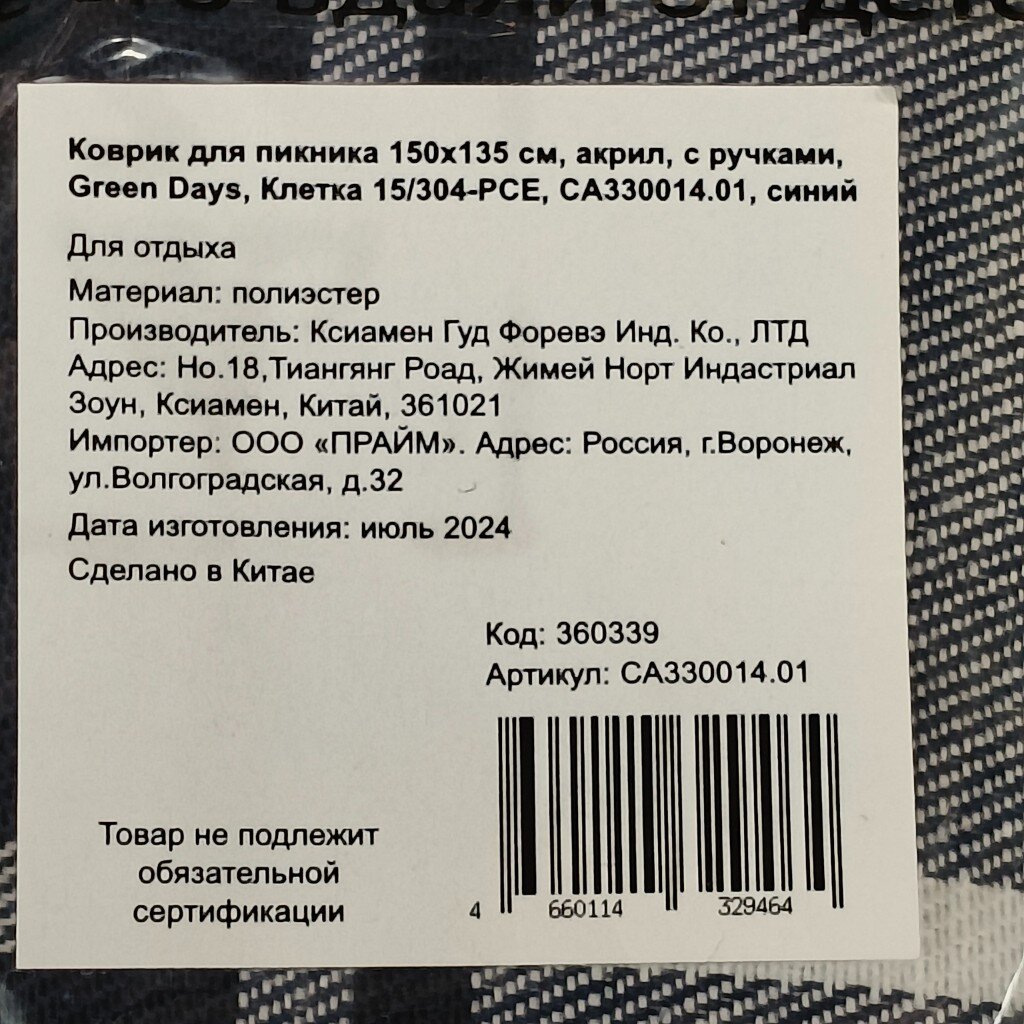 Коврик для пикника 150х135 см, акрил, с ручками,
Green Days, Клетка 15/304-PCE, CA330014.01, синий
Для отдыха
Материал: полиэстер
Производитель: Ксиамен Гуд Форевэ Инд. Ко., ЛТД
Адрес: Но.18,Тиангянг Роад, Жимей Норт Индастриал
Зоун, Ксиамен, Китай, 361021
Импортер: ООО «ПРАЙМ». Адрес: Россия, г.Воронеж,
ул.Волгоградская, д.32
Дата изготовления: июль 2024
Сделано в Китае
Код: 360339
Артикул: CA330014.01
Товар не подлежит
обязательной
сертификации
4 660114 329464